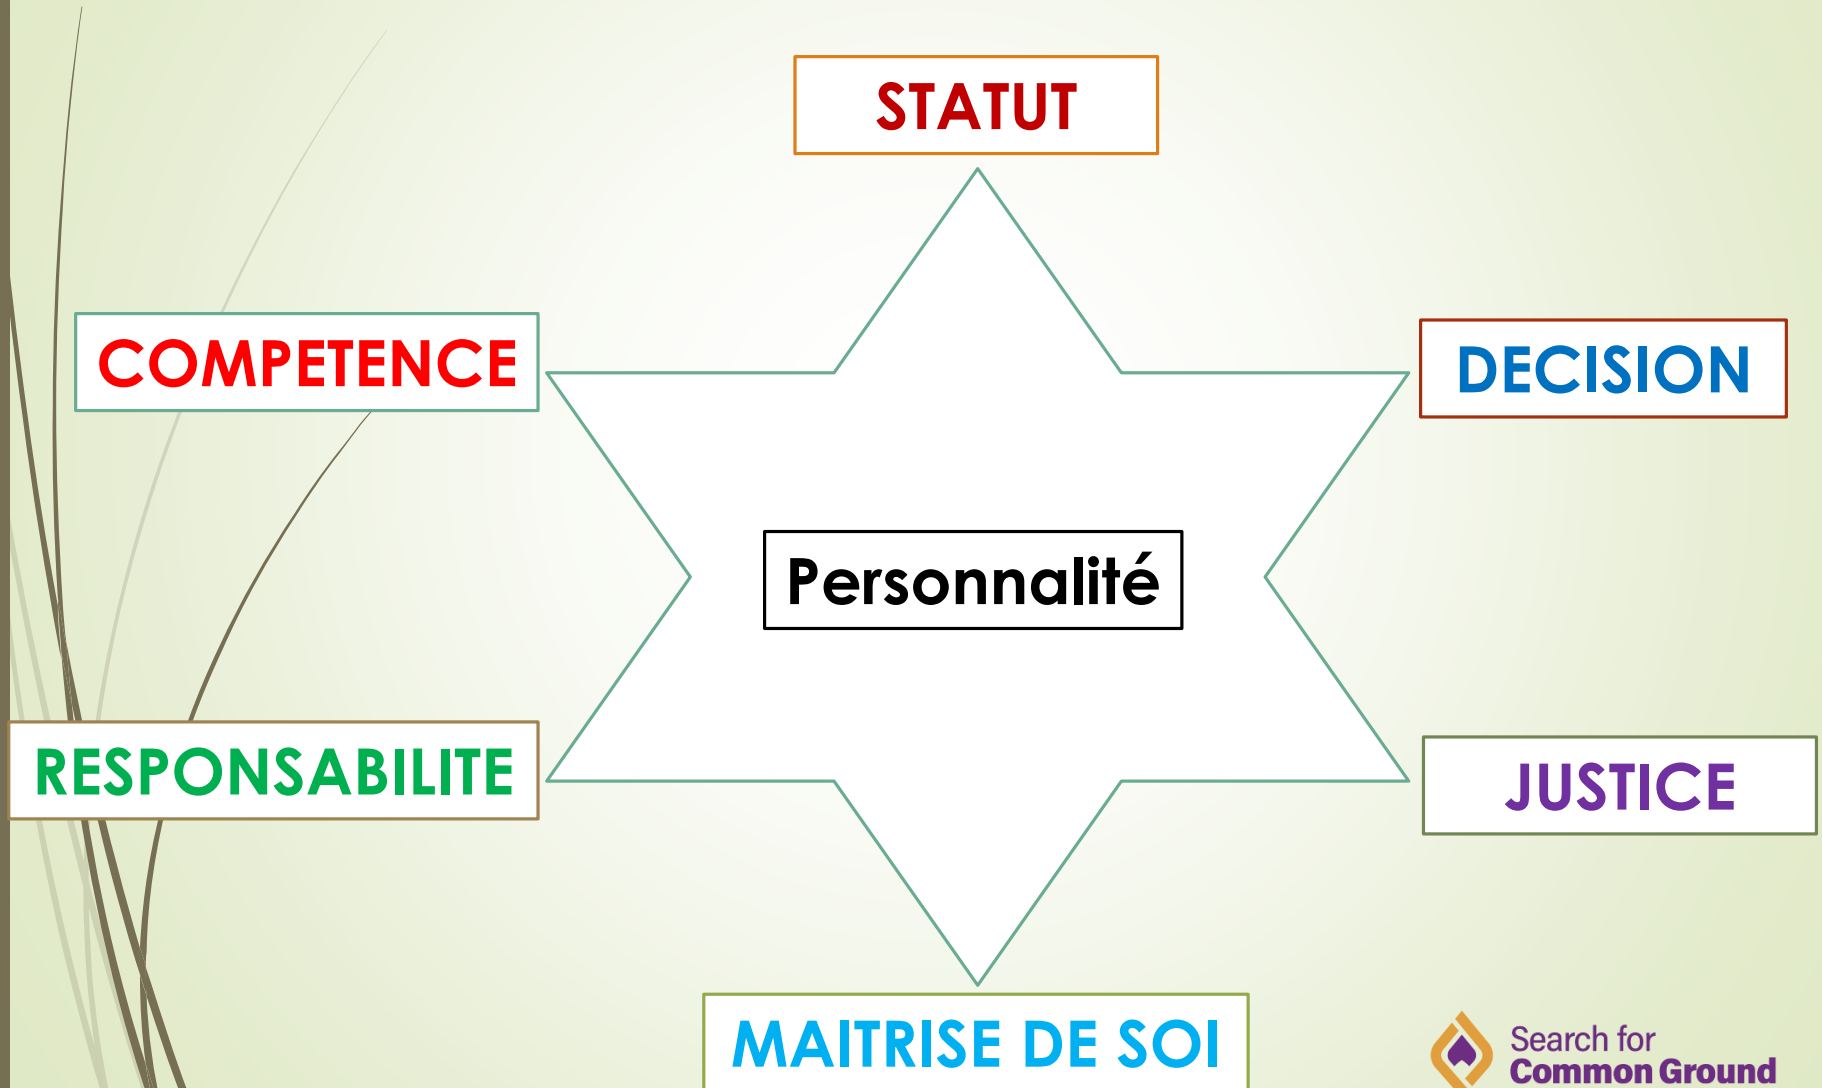 STATUT
COMPETENCE
DECISION
Personnalité
RESPONSABILITE
JUSTICE
MAITRISE DE SOI
Search for
Common Ground